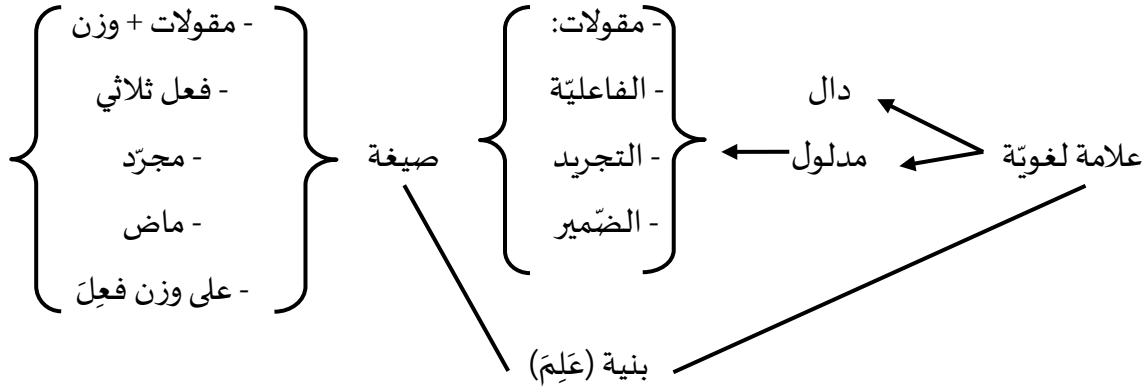 علامة لغويّة
دال
مدلول
- مقولات:
- الفاعليّة
- التجريد
- الضّمير
صيغة
- مقولات + وزن
- فعل ثلاثي
- مجرّد
- ماض
- على وزن فعِلَ
بنية (عَلِمَ)